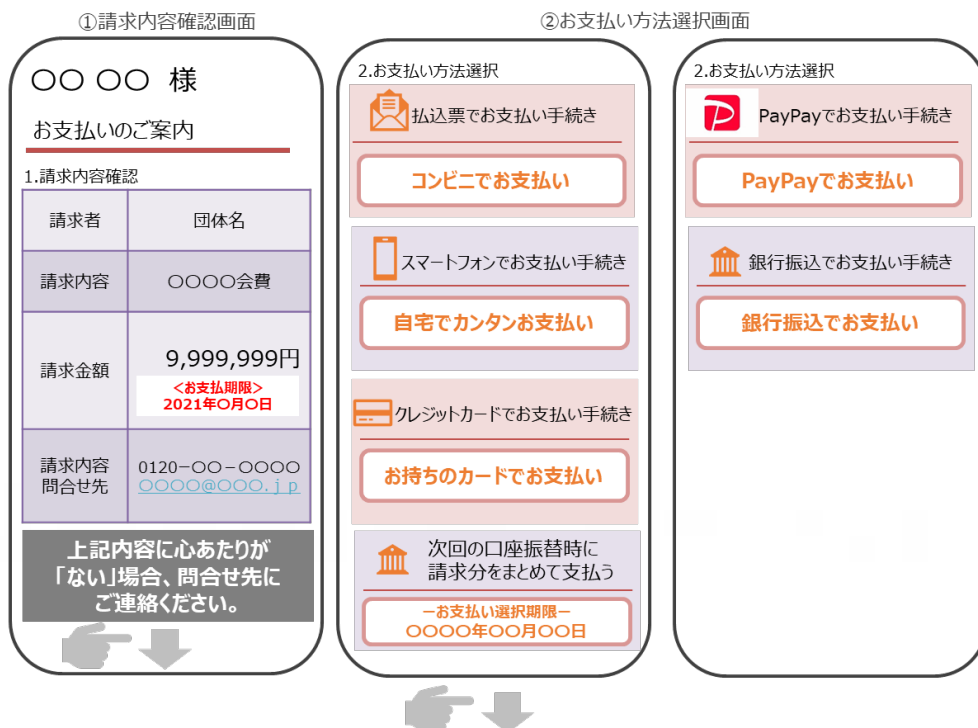 ①請求内容確認画面
〇〇 〇〇 様
お支払いのご案内
1.請求内容確認
請求者
団体名
請求内容
〇〇〇〇会費
請求金額
9,999,999円
<お支払期限>
2021年〇月〇日
請求内容
問合せ先
0120-〇〇-〇〇〇〇
〇〇〇〇@〇〇〇.jp
上記内容に心あたりが
「ない」場合、問合せ先に
ご連絡ください。
②お支払い方法選択画面
2.お支払い方法選択
払込票でお支払い手続き
コンビニでお支払い
スマートフォンでお支払い手続き
自宅でカンタンお支払い
クレジットカードでお支払い手続き
お持ちのカードでお支払い
次回の口座振替時に
請求分をまとめて支払う
－お支払い選択期限－
〇〇〇〇年〇〇月〇〇日
2.お支払い方法選択
PayPayでお支払い手続き
PayPayでお支払い
銀行振込でお支払い手続き
銀行振込でお支払い